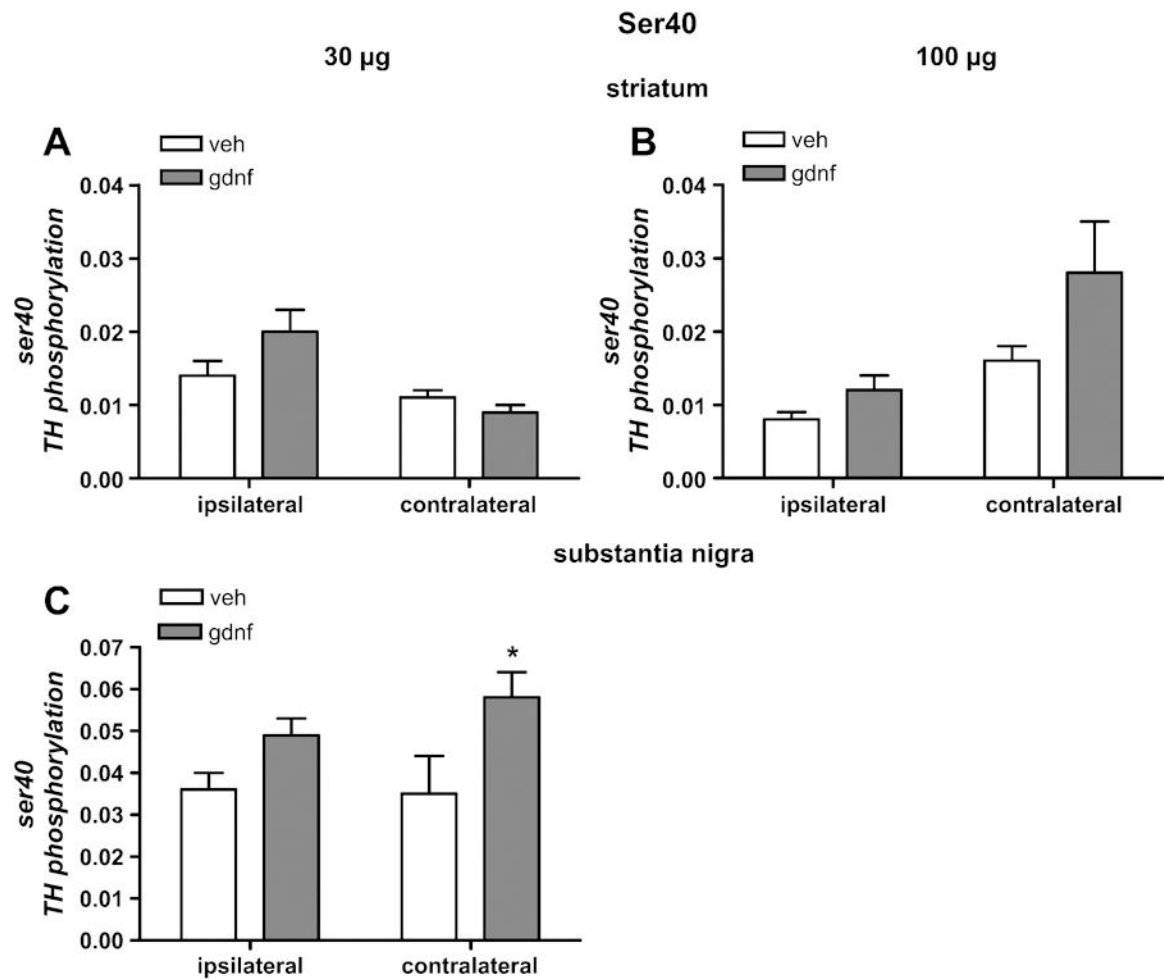 Ser40
30 µg
100 µg
striatum
A
veh
gdnf
0.04
0.03
0.02
0.01
0.00
ser40
TH phosphorylation
ipsilateral
contralateral
B
veh
gdnf
0.04
0.03
0.02
0.01
0.00
ser40
TH phosphorylation
ipsilateral
contralateral
substantia nigra
C
veh
gdnf
0.07
0.06
0.05
0.04
0.03
0.02
0.01
0.00
ser40
TH phosphorylation
*
ipsilateral
contralateral